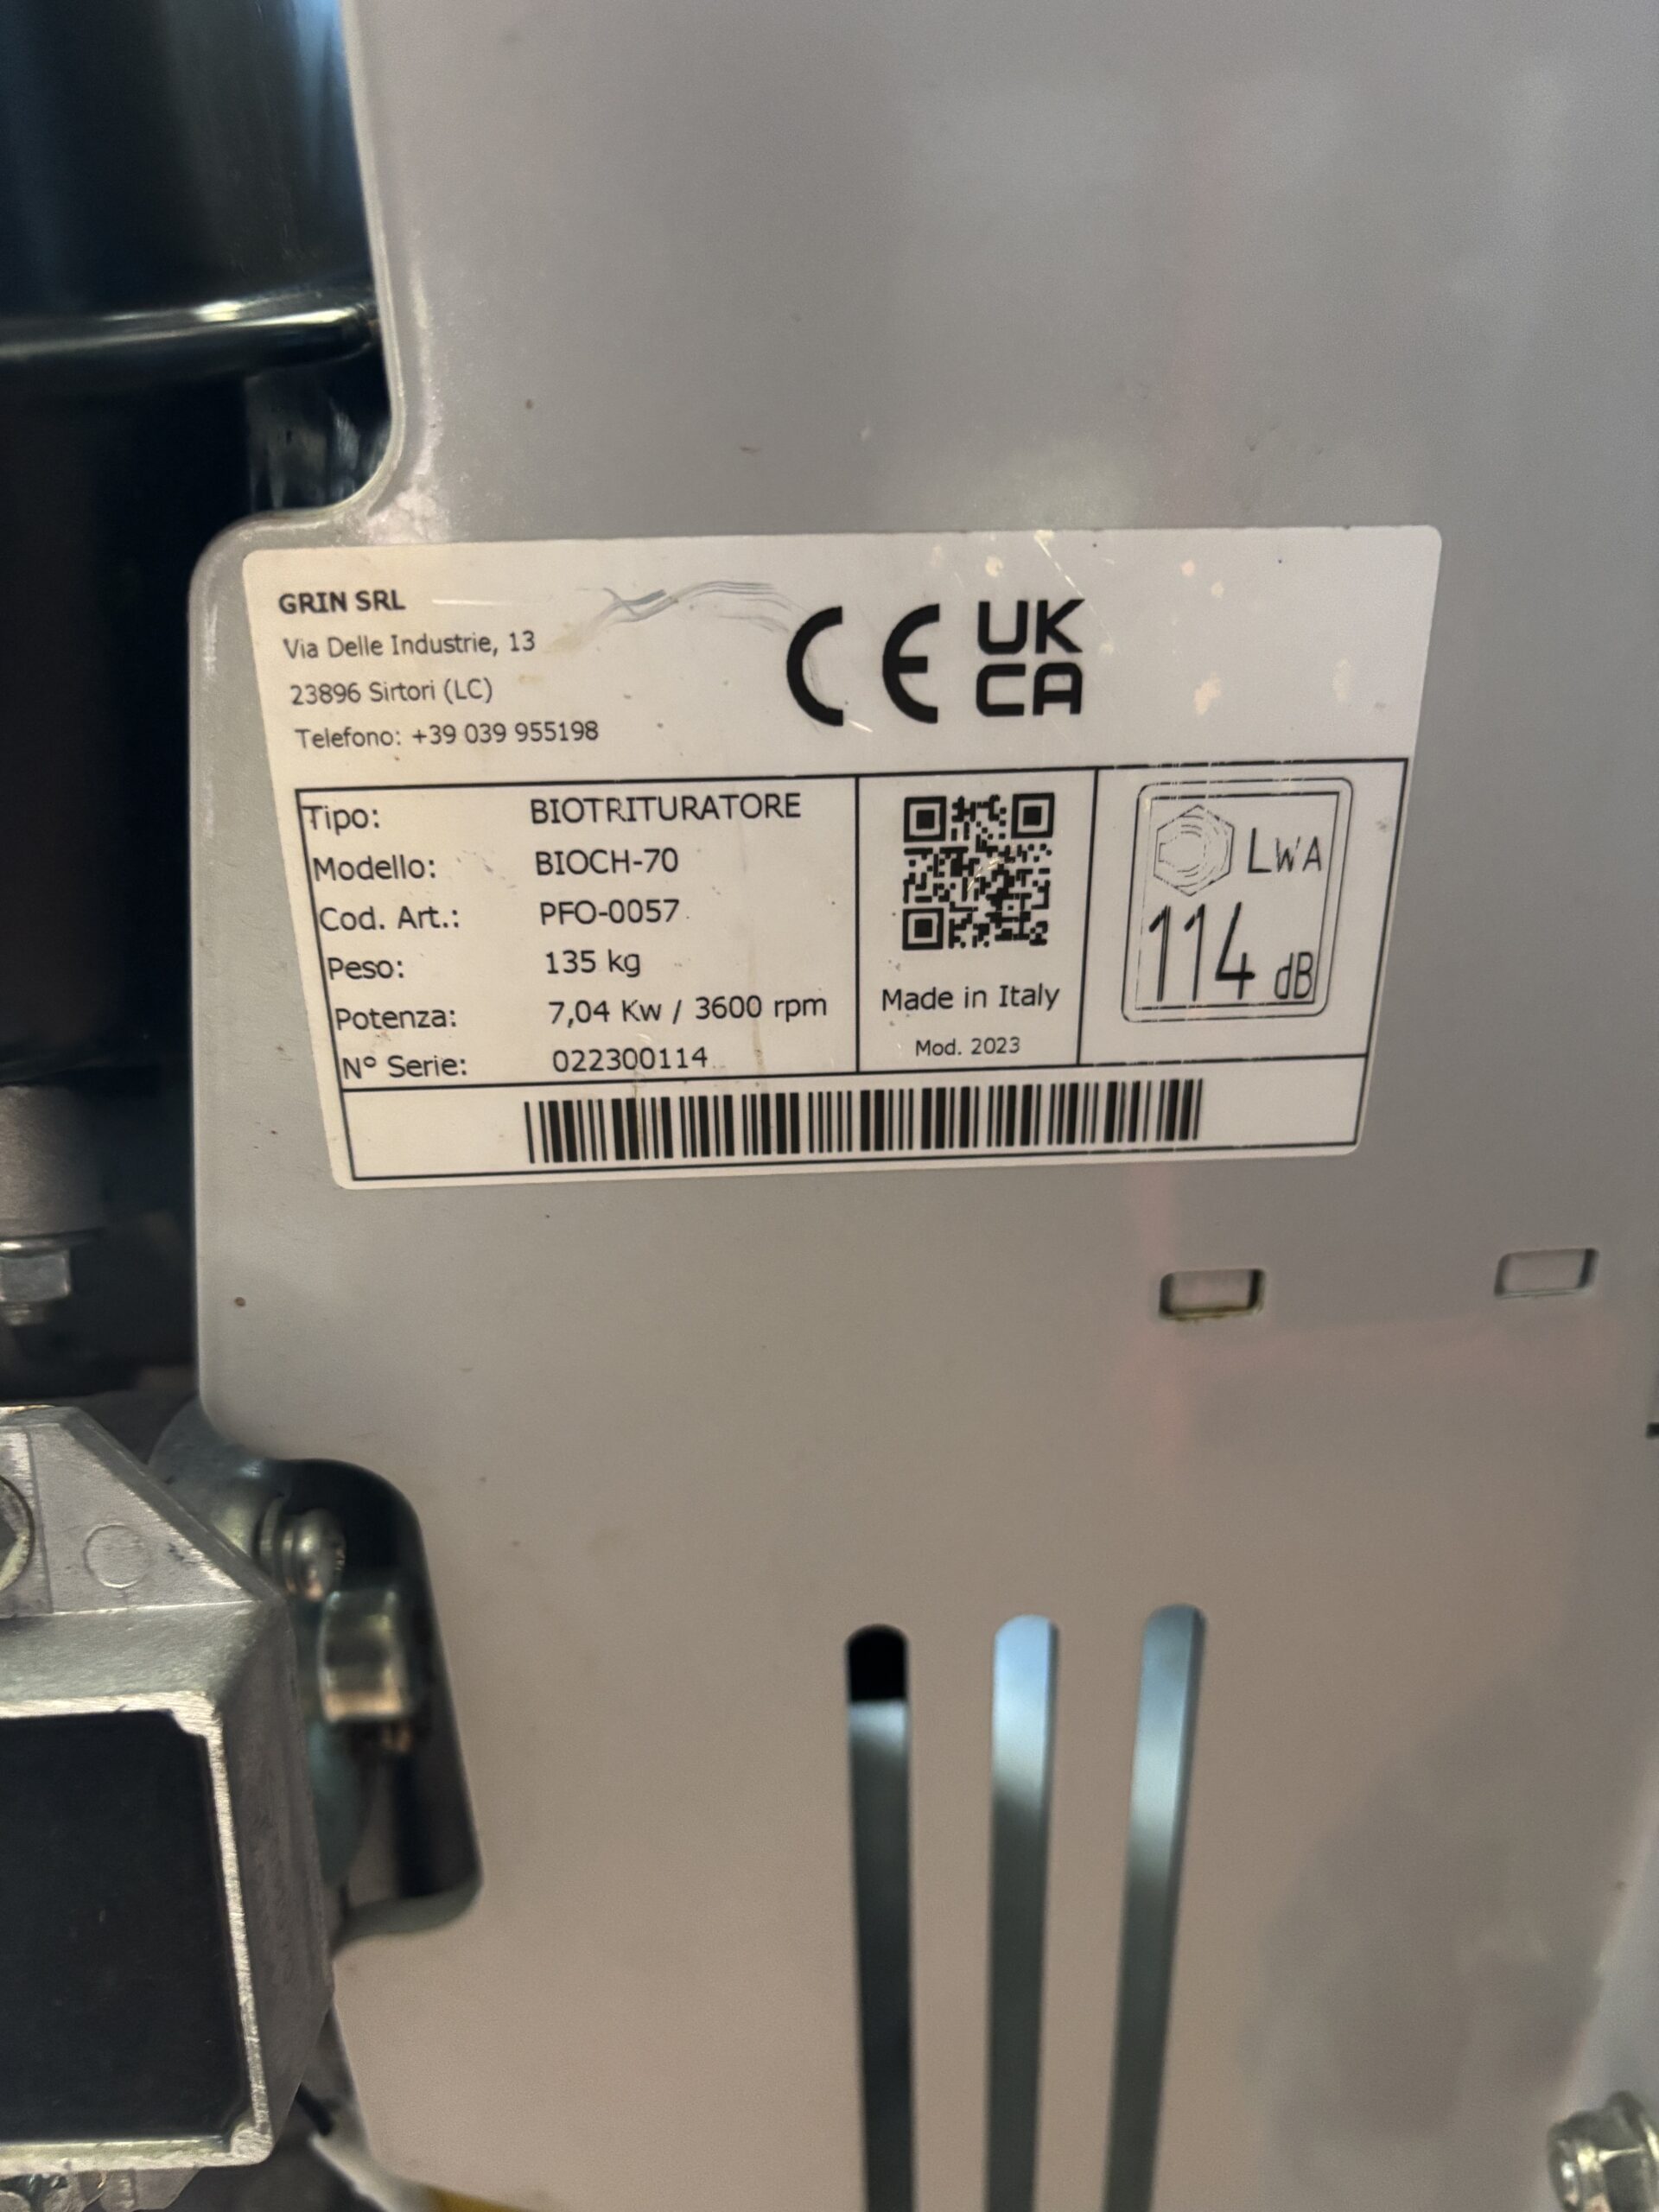 GRIN SRL
Via Delle Industrie, 13
23896 Sirtori (LC)
Telefono: +39 039 955198
CE
UK
CA
Tipo: BIOTRITURATORE
Modello: BIOCH-70
Cod. Art.: PFO-0057
Peso: 135 kg
Potenza: 7,04 Kw / 3600 rpm
N° Serie: 022300114
Made in Italy
Mod. 2023
LWA
114 dB